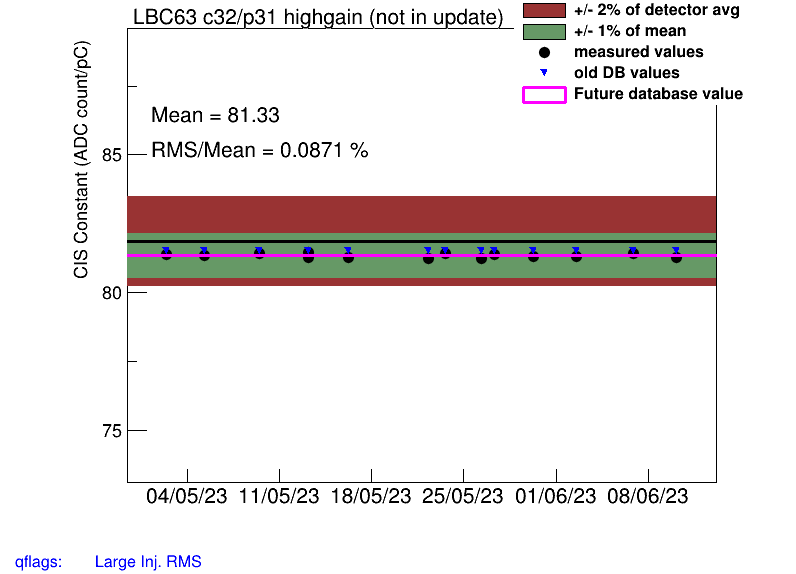 LBC63 c32/p31 highgain (not in update)
+/- 2% of detector avg
+/- 1% of mean
measured values
old DB values
Future database value
CIS Constant (ADC count/pC)
Mean = 81.33
RMS/Mean = 0.0871 %
85
80
75
04/05/23 11/05/23 18/05/23 25/05/23 01/06/23 08/06/23
qflags: Large Inj. RMS